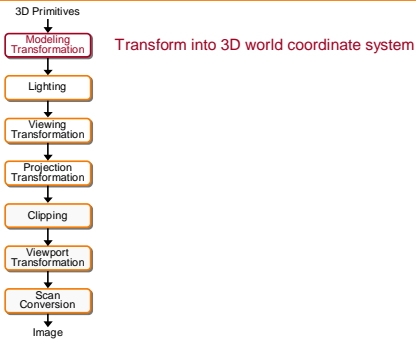 3D Primitives
Modeling
Transformation
Transform into 3D world coordinate system
Lighting
Viewing
Transformation
Projection
Transformation
Clipping
Viewport
Transformation
Scan
Conversion
Image